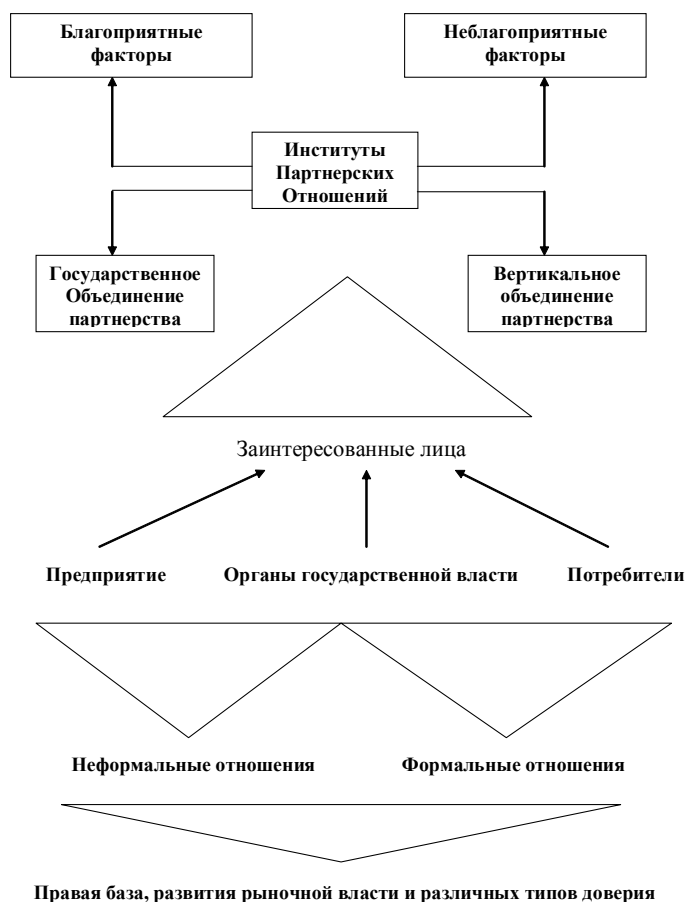 Благоприятные
факторы
Неблагоприятные
факторы
Институты
Партнерских
Отношений
Государственное
Объединение
партнерства
Вертикальное
объединение
партнерства
Заинтересованные лица
Предприятие
Органы государственной власти
Потребители
Неформальные отношения
Формальные отношения
Правая база, развития рыночной власти и различных типов доверия